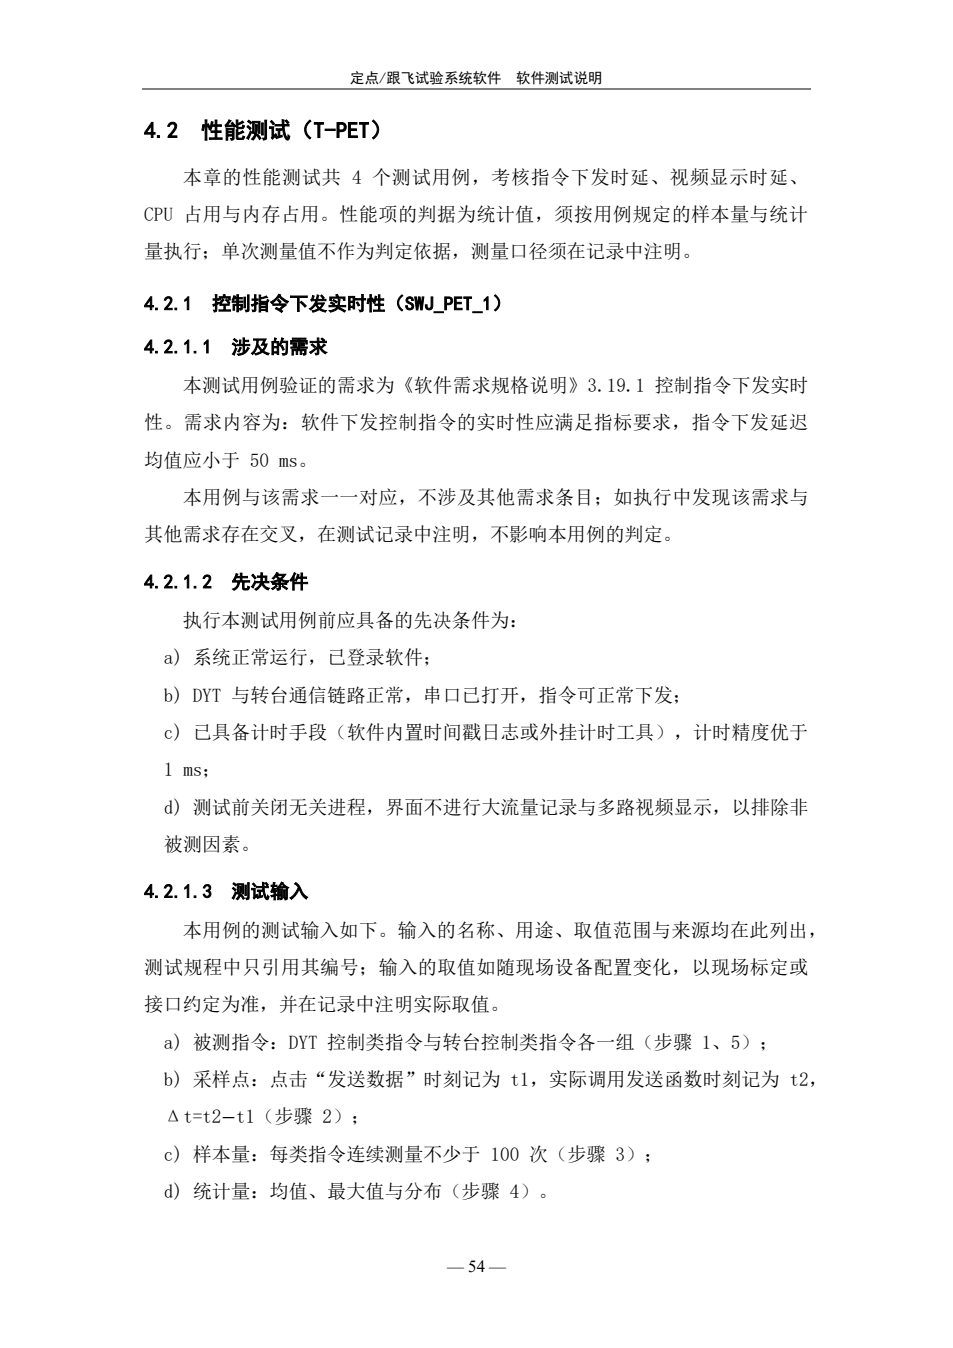 定点/跟飞试验系统软件　软件测试说明
4.2　性能测试（T-PET）
本章的性能测试共 4 个测试用例，考核指令下发时延、视频显示时延、
CPU 占用与内存占用。性能项的判据为统计值，须按用例规定的样本量与统计
量执行；单次测量值不作为判定依据，测量口径须在记录中注明。
4.2.1　控制指令下发实时性（SWJ_PET_1）
4.2.1.1　涉及的需求
本测试用例验证的需求为《软件需求规格说明》3.19.1 控制指令下发实时
性。需求内容为：软件下发控制指令的实时性应满足指标要求，指令下发延迟
均值应小于 50 ms。
本用例与该需求一一对应，不涉及其他需求条目；如执行中发现该需求与
其他需求存在交叉，在测试记录中注明，不影响本用例的判定。
4.2.1.2　先决条件
执行本测试用例前应具备的先决条件为：
a) 系统正常运行，已登录软件；
b) DYT 与转台通信链路正常，串口已打开，指令可正常下发；
c) 已具备计时手段（软件内置时间戳日志或外挂计时工具），计时精度优于
1 ms；
d) 测试前关闭无关进程，界面不进行大流量记录与多路视频显示，以排除非
被测因素。
4.2.1.3　测试输入
本用例的测试输入如下。输入的名称、用途、取值范围与来源均在此列出，
测试规程中只引用其编号；输入的取值如随现场设备配置变化，以现场标定或
接口约定为准，并在记录中注明实际取值。
a) 被测指令：DYT 控制类指令与转台控制类指令各一组（步骤 1、5）；
b) 采样点：点击“发送数据”时刻记为 t1，实际调用发送函数时刻记为 t2，
Δt=t2−t1（步骤 2）；
c) 样本量：每类指令连续测量不少于 100 次（步骤 3）；
d) 统计量：均值、最大值与分布（步骤 4）。
— 54 —